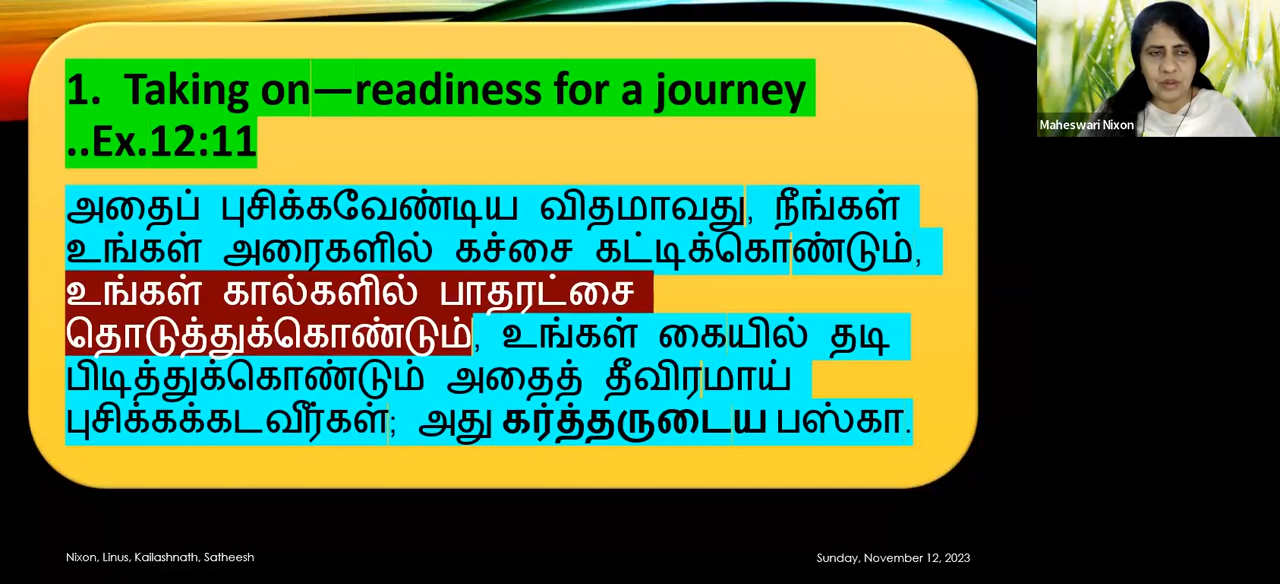 1. Taking on—readiness for a journey
..Ex.12:11
அதைப் புசிக்கவேண்டிய விதமாவது, நீங்கள்
உங்கள் அரைகளில் கச்சை கட்டிக்கொண்டும்,
உங்கள் கால்களில் பாதரட்சை
தொடுத்துக்கொண்டும், உங்கள் கையில் தடி
பிடித்துக்கொண்டும் அதைத் தீவிரமாய்
புசிக்கக்கடவீர்கள்; அது கர்த்தருடைய பஸ்கா.
Maheswari Nixon
Nixon, Linus, Kailashnath, Satheesh
Sunday, November 12, 2023